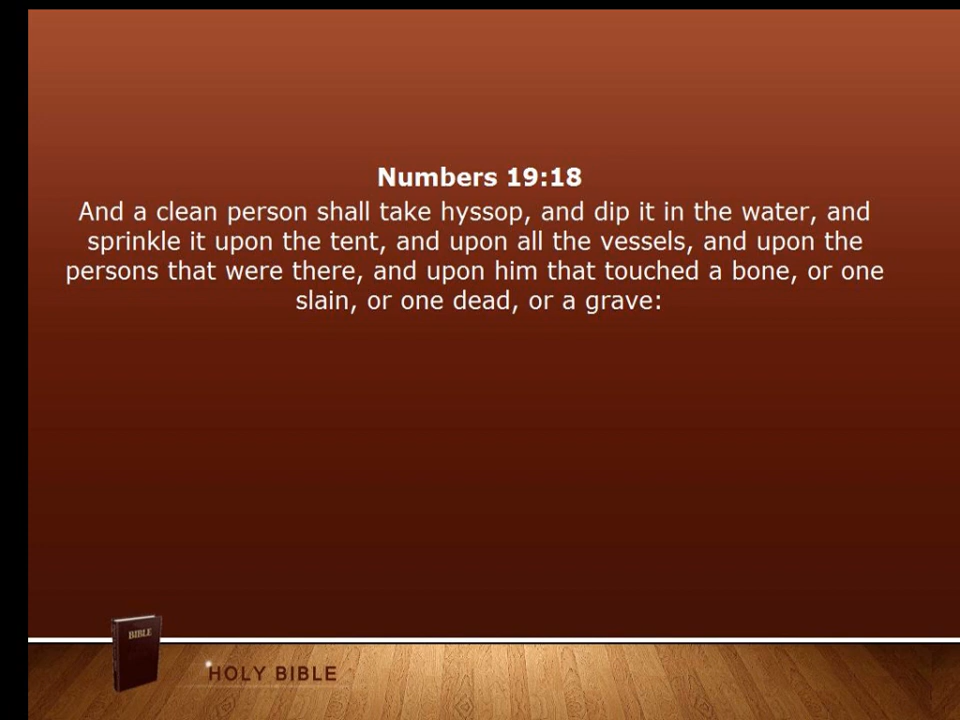 Numbers 19:18
And a clean person shall take hyssop, and dip it in the water, and
sprinkle it upon the tent, and upon all the vessels, and upon the
persons that were there, and upon him that touched a bone, or one
slain, or one dead, or a grave:
BIBLE
HOLY BIBLE